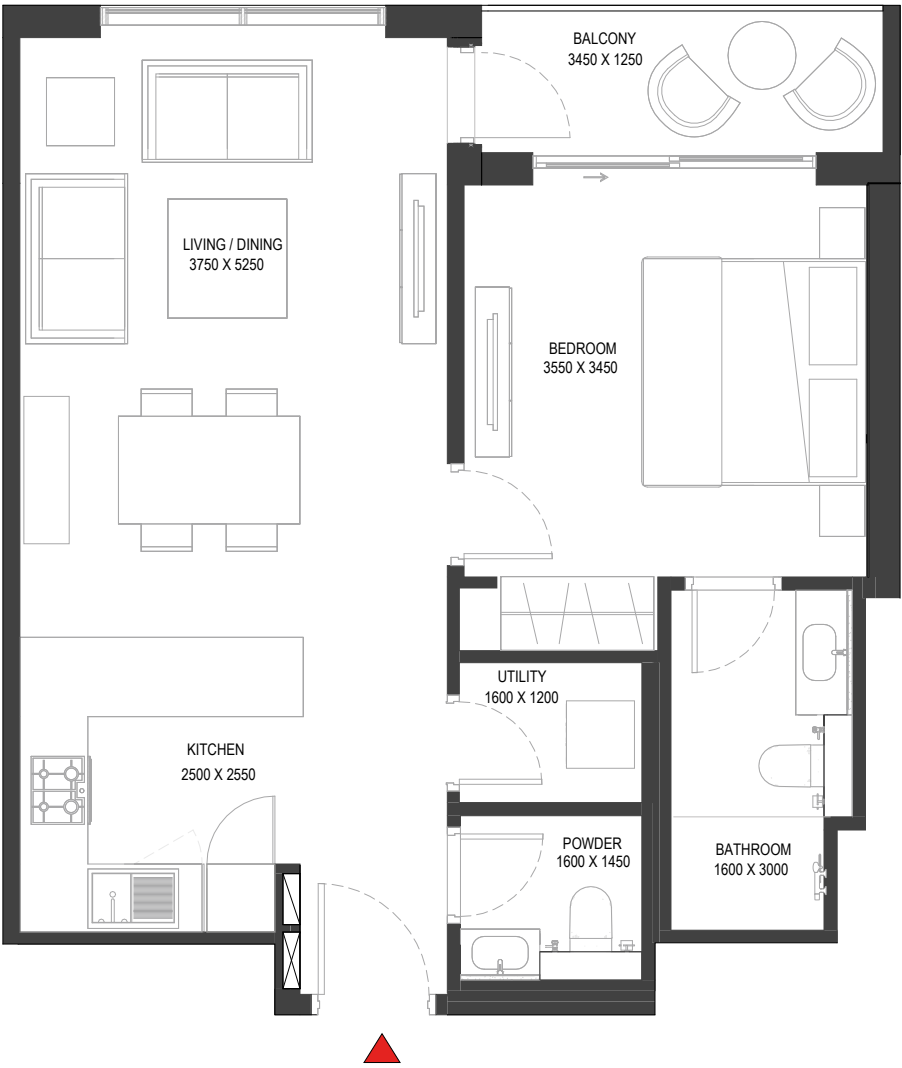 BALCONY
3450 X 1250
LIVING / DINING
3750 X 5250
BEDROOM
3550 X 3450
UTILITY
1600 X 1200
KITCHEN
2500 X 2550
POWDER
1600 X 1450
BATHROOM
1600 X 3000